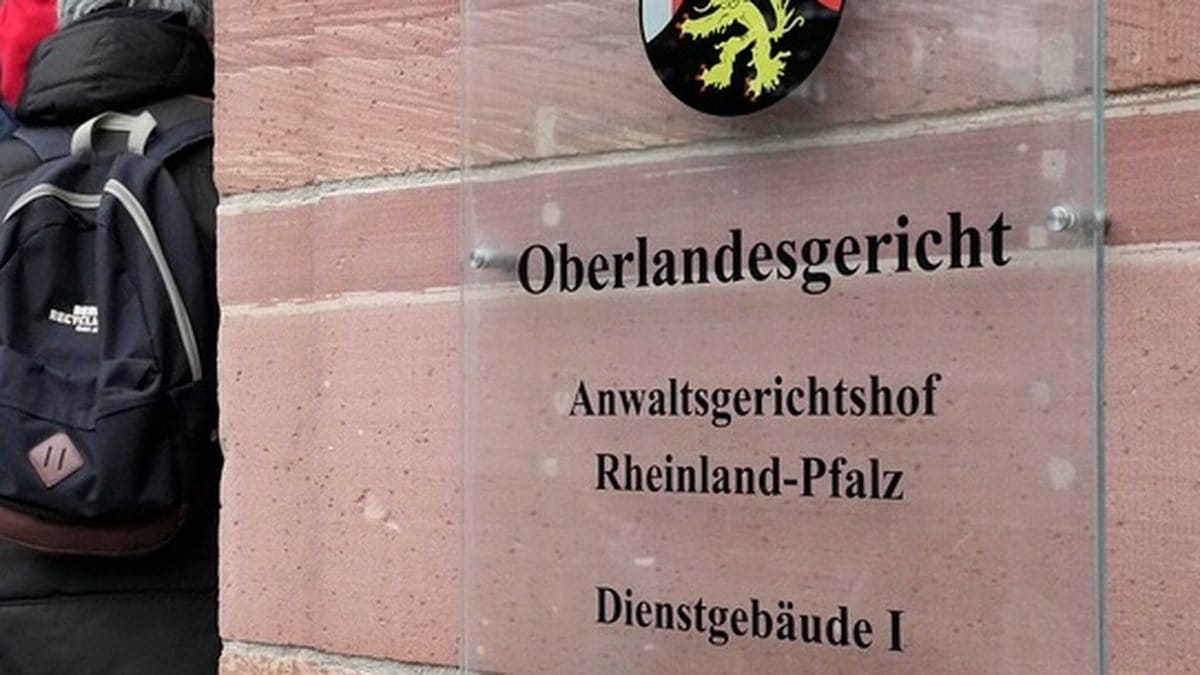 Oberlandesgericht
Anwaltsgerichtshof
Rheinland-Pfalz
Dienstgebäude I